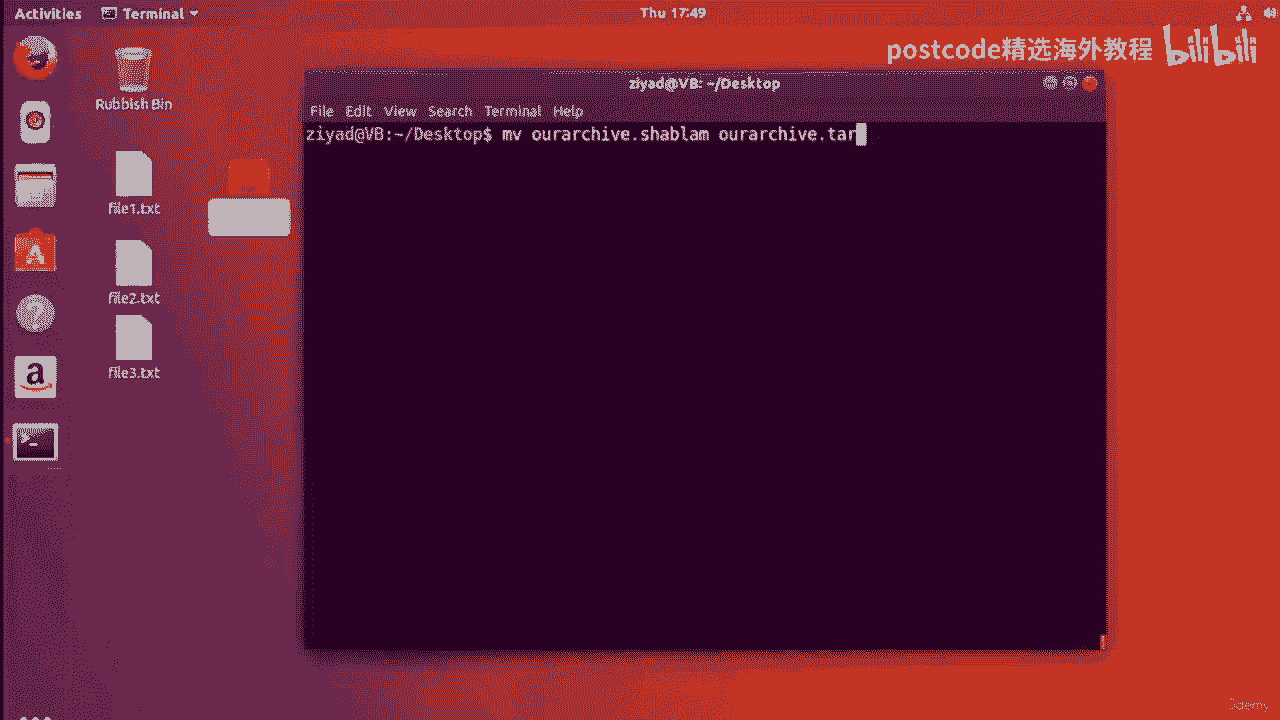 Activities
Terminal
Thu 17:49
postcode精选海外教程 bilibili
Rubbish Bin
file1.txt
file2.txt
file3.txt
ziyad@VB: ~/Desktop
File Edit View Search Terminal Help
ziyad@VB:~/Desktop$ mv ourarchive.shablam ourarchive.tar
Udemy